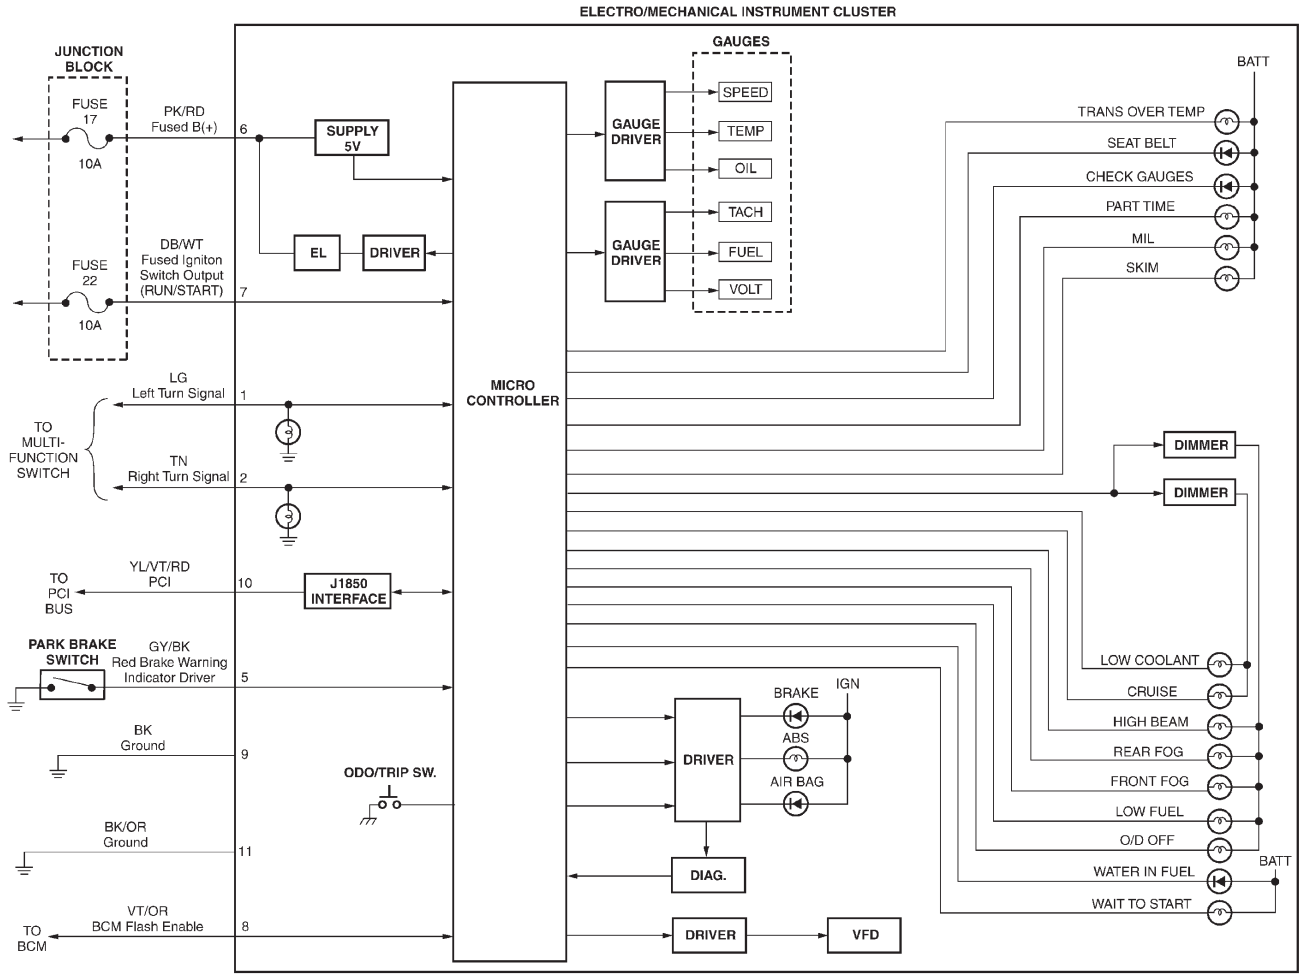 ELECTRO/MECHANICAL INSTRUMENT CLUSTER
JUNCTION
BLOCK
FUSE
17
10A
PK/RD
Fused B(+)
6
SUPPLY
5V
DB/WT
Fused Igniton
Switch Output
(RUN/START)
7
FUSE
22
10A
EL
DRIVER
LG
Left Turn Signal
1
TO
MULTI-
FUNCTION
SWITCH
TN
Right Turn Signal
2
TO
PCI
BUS
YL/VT/RD
PCI
10
J1850
INTERFACE
PARK BRAKE
SWITCH
GY/BK
Red Brake Warning
Indicator Driver
5
BK
Ground
9
ODO/TRIP SW.
BK/OR
Ground
11
TO
BCM
VT/OR
BCM Flash Enable
8
MICRO
CONTROLLER
GAUGES
GAUGE
DRIVER
SPEED
TEMP
OIL
GAUGE
DRIVER
TACH
FUEL
VOLT
BATT
TRANS OVER TEMP
SEAT BELT
CHECK GAUGES
PART TIME
MIL
SKIM
DIMMER
DIMMER
LOW COOLANT
CRUISE
HIGH BEAM
REAR FOG
FRONT FOG
LOW FUEL
O/D OFF
BATT
WATER IN FUEL
WAIT TO START
IGN
BRAKE
ABS
AIR BAG
DRIVER
DIAG.
DRIVER
VFD